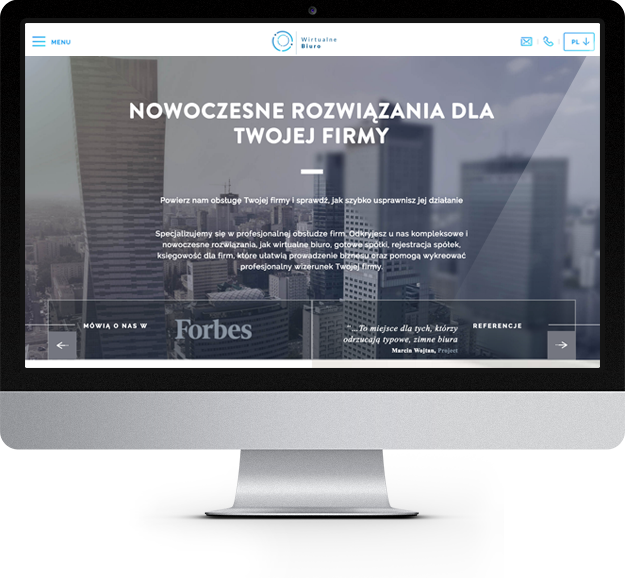 MENU
Wirtualne
Biuro
PL
NOWOCZESNE ROZWIĄZANIA DLA
TWOJEJ FIRMY
Powierz nam obsługę Twojej firmy i sprawdź, jak szybko usprawnisz jej działanie
Specjalizujemy się w profesjonalnej obsłudze firm. Odkryjesz u nas kompleksowe i
nowoczesne rozwiązania, jak wirtualne biuro, gotowe spółki, rejestracja spółek,
księgowość dla firm, które ułatwią prowadzenie biznesu oraz pomogą wykreować
profesjonalny wizerunek Twojej firmy.
MÓWIĄ O NAS W
Forbes
"...To miejsce dla tych, którzy
odrzucają typowe, zimne biura
Marcin Wojtan, Project
REFERENCJE